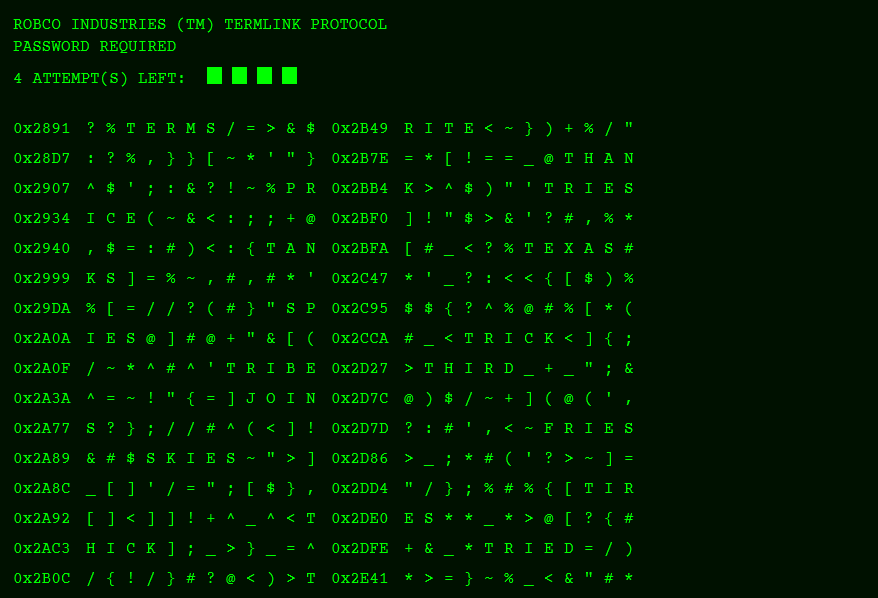 ROBCO INDUSTRIES (TM) TERMLINK PROTOCOL
PASSWORD REQUIRED
4 ATTEMPT(S) LEFT: ■ ■ ■ ■
0x2891 ? % T E R M S / = > & $ 0x2B49 R I T E < ~ } ) + % / "
0x28D7 : ? % , } } [ ~ * ' " } 0x2B7E = * [ ! = = _ @ T H A N
0x2907 ^ $ ' ; : & ? ! ~ % P R 0x2BB4 K > ^ $ ) " ' T R I E S
0x2934 I C E ( ~ & < : ; ; + @ 0x2BF0 ] ! " $ > & ' ? # , % *
0x2940 , $ = : # ) < : { T A N 0x2BFA [ # _ < ? % T E X A S #
0x2999 K S ] = % ~ , # , # * ' 0x2C47 * ' _ ? : < < { [ $ ) %
0x29DA % [ = / / ? ( # } " S P 0x2C95 $ $ { ? ^ % @ # % [ * (
0x2A0A I E S @ ] # @ + " & [ ( 0x2CCA # _ < T R I C K < ] { ;
0x2A0F / ~ * ^ # ^ ' T R I B E 0x2D27 > T H I R D _ + _ " ; &
0x2A3A ^ = ~ ! " { = ] J O I N 0x2D7C @ ) $ / ~ + ] ( @ ( ' ,
0x2A77 S ? } ; / / # ^ ( < ] ! 0x2D7D ? : # ' , < ~ F R I E S
0x2A89 & # $ S K I E S ~ " > ] 0x2D86 > _ ; * # ( ' ? > ~ ] =
0x2A8C _ [ ] ' / = " ; [ $ } , 0x2DD4 " / } ; % # % { [ T I R
0x2A92 [ ] < ] ] ! + ^ _ ^ < T 0x2DE0 E S * * _ * > @ [ ? { #
0x2AC3 H I C K ] ; _ > } _ = ^ 0x2DFE + & _ * T R I E D = / )
0x2B0C / { ! / } # ? @ < ) > T 0x2E41 * > = } ~ % _ < & " # *